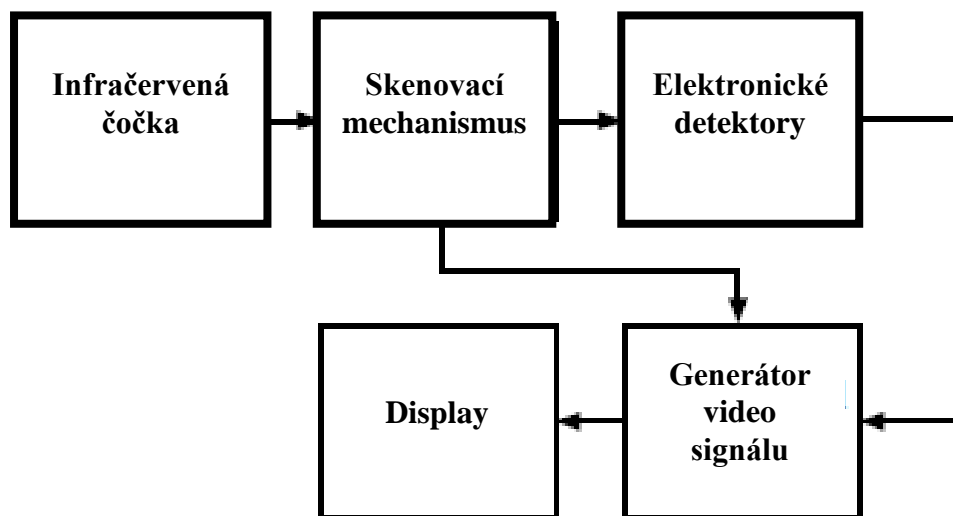 Infračervená
čočka
Skenovací
mechanismus
Elektronické
detektory
Display
Generátor
video
signálu